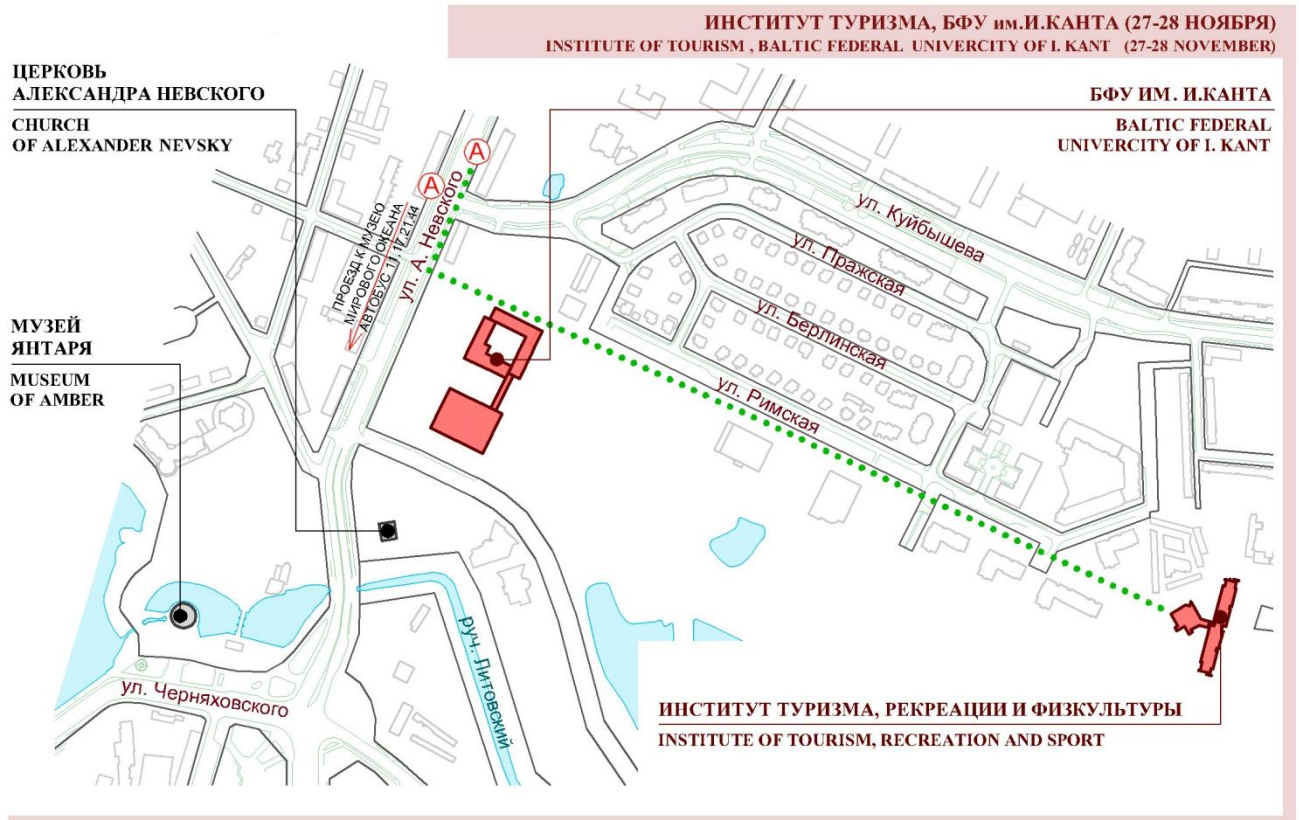 ИНСТИТУТ ТУРИЗМА, БФУ им.И.КАНТА (27-28 НОЯБРЯ)
INSTITUTE OF TOURISM , BALTIC FEDERAL UNIVERCITY OF I. KANT (27-28 NOVEMBER)
ЦЕРКОВЬ
АЛЕКСАНДРА НЕВСКОГО
CHURCH
OF ALEXANDER NEVSKY
БФУ ИМ. И.КАНТА
BALTIC FEDERAL
UNIVERCITY OF I. KANT
А
А
ул. А. Невского
ПРОЕЗД К МУЗЕЮ
МИРОВОГО ОКЕАНА
АВТОБУС 11,17,21,44
ул. Куйбышева
ул. Пражская
ул. Берлинская
ул. Римская
МУЗЕЙ
ЯНТАРЯ
MUSEUM
OF AMBER
ул. Черняховского
руч. Литовский
ИНСТИТУТ ТУРИЗМА, РЕКРЕАЦИИ И ФИЗКУЛЬТУРЫ
INSTITUTE OF TOURISM, RECREATION AND SPORT